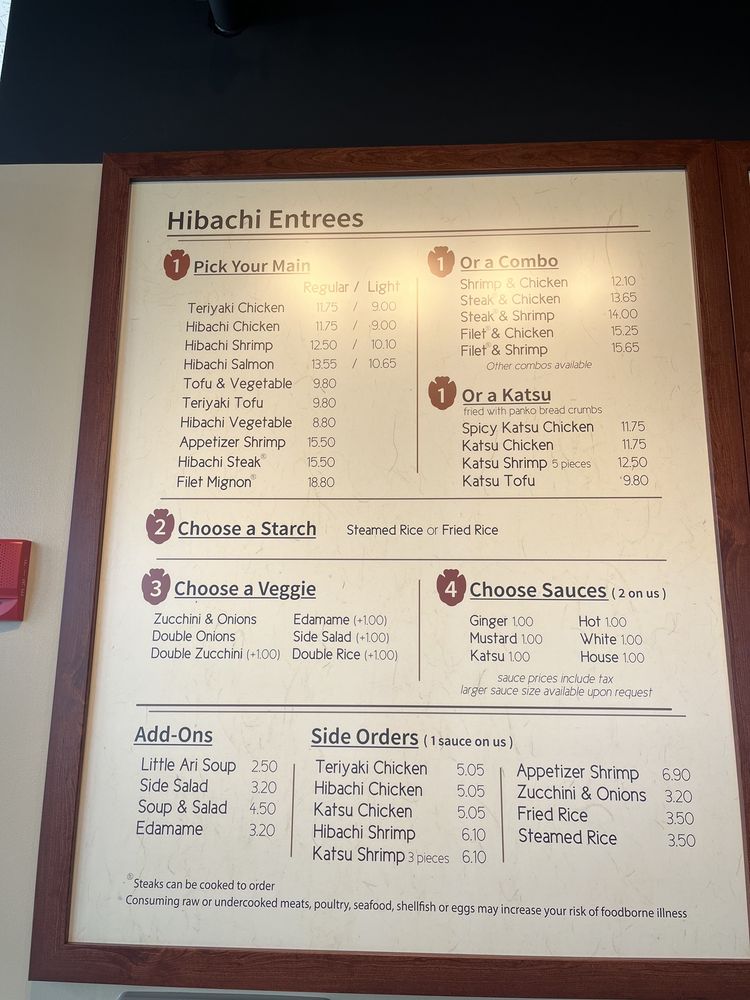 Hibachi Entrees
1 Pick Your Main
Regular / Light
Teriyaki Chicken 11.75 / 9.00
Hibachi Chicken 11.75 / 9.00
Hibachi Shrimp 12.50 / 10.10
Hibachi Salmon 13.55 / 10.65
Tofu & Vegetable 9.80
Teriyaki Tofu 9.80
Hibachi Vegetable 8.80
Appetizer Shrimp 15.50
Hibachi Steak® 15.50
Filet Mignon® 18.80
1 Or a Combo
Shrimp & Chicken 12.10
Steak & Chicken 13.65
Steak & Shrimp 14.00
Filet & Chicken 15.25
Filet & Shrimp 15.65
Other combos available
1 Or a Katsu
fried with panko bread crumbs
Spicy Katsu Chicken 11.75
Katsu Chicken 11.75
Katsu Shrimp 5 pieces 12.50
Katsu Tofu 9.80
2 Choose a Starch Steamed Rice or Fried Rice
3 Choose a Veggie
Zucchini & Onions Edamame (+1.00)
Double Onions Side Salad (+1.00)
Double Zucchini (+1.00) Double Rice (+1.00)
4 Choose Sauces ( 2 on us )
Ginger 1.00 Hot 1.00
Mustard 1.00 White 1.00
Katsu 1.00 House 1.00
sauce prices include tax
larger sauce size available upon request
Add-Ons
Little Ari Soup 2.50
Side Salad 3.20
Soup & Salad 4.50
Edamame 3.20
Side Orders ( 1 sauce on us )
Teriyaki Chicken 5.05
Hibachi Chicken 5.05
Katsu Chicken 5.05
Hibachi Shrimp 6.10
Katsu Shrimp 3 pieces 6.10
Appetizer Shrimp 6.90
Zucchini & Onions 3.20
Fried Rice 3.50
Steamed Rice 3.50
®Steaks can be cooked to order
Consuming raw or undercooked meats, poultry, seafood, shellfish or eggs may increase your risk of foodborne illness